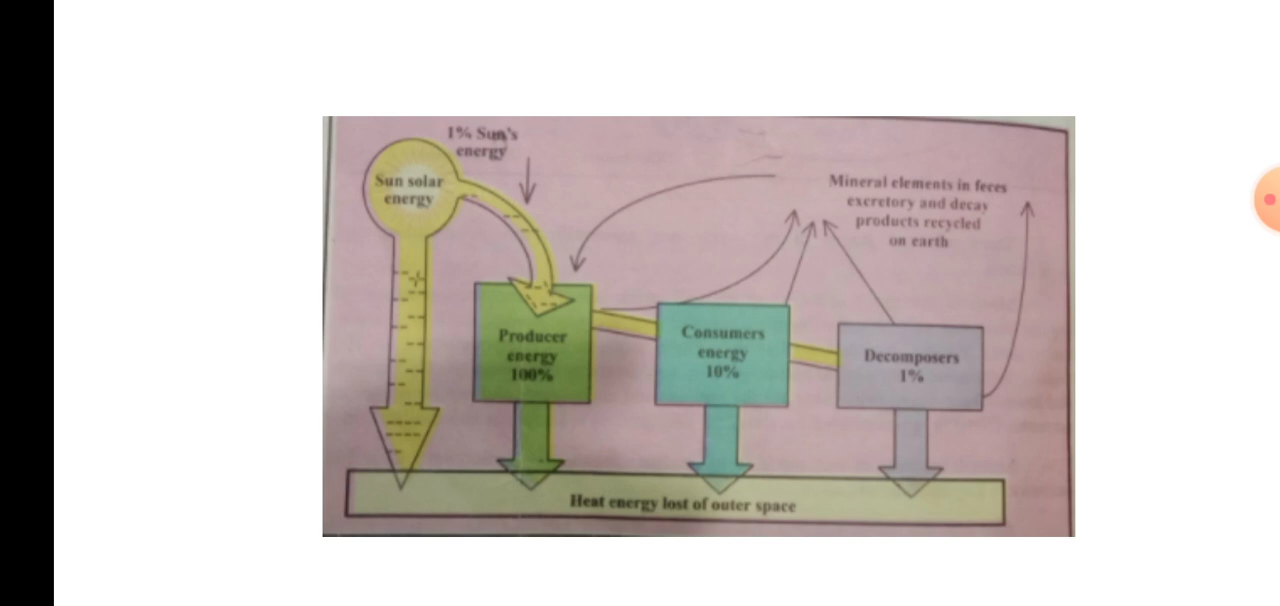 1% Sun's
energy
Sun solar
energy
Mineral elements in feces
excretory and decay
products recycled
on earth
Producer
energy
100%
Consumers
energy
10%
Decomposers
1%
Heat energy lost of outer space